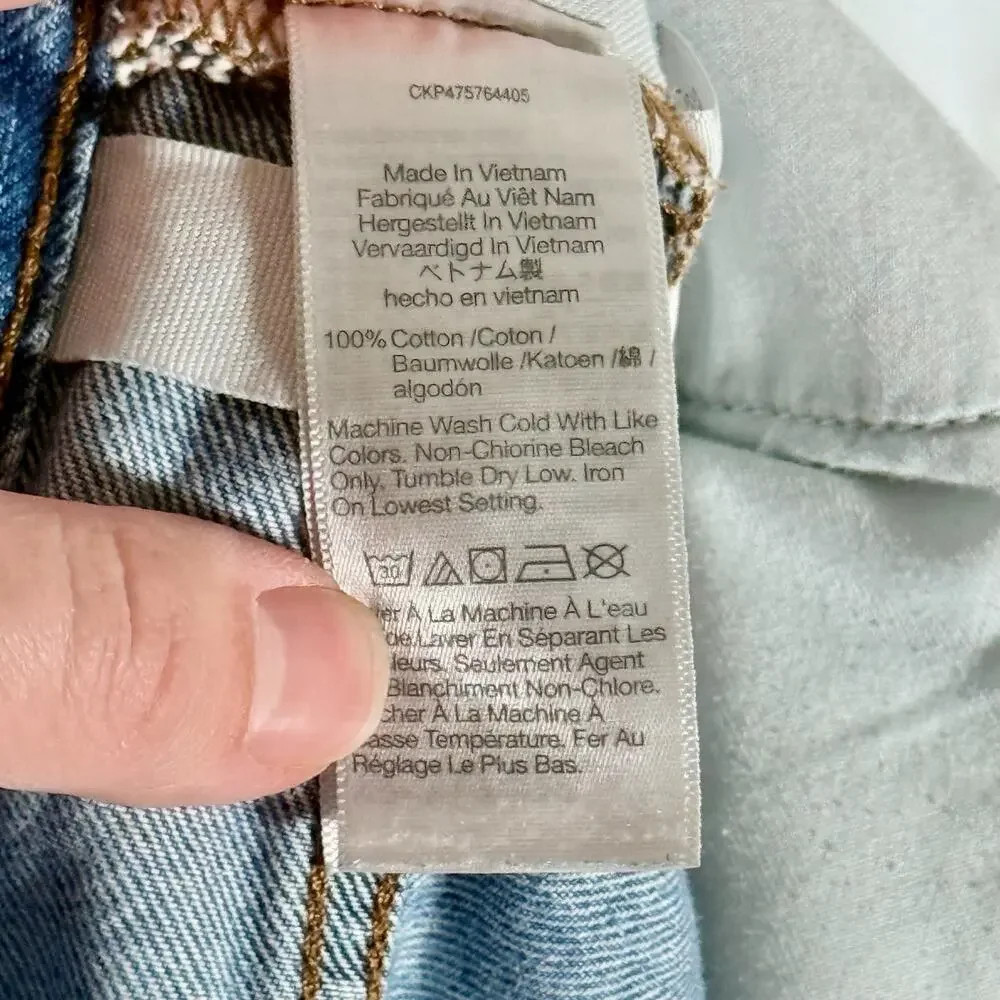 CKP475764405
Made In Vietnam
Fabriqué Au Viêt Nam
Hergestellt In Vietnam
Vervaardigd In Vietnam
ベトナム製
hecho en vietnam
100% Cotton /Coton /
Baumwolle /Katoen /綿 /
algodón
Machine Wash Cold With Like
Colors. Non-Chlorine Bleach
Only. Tumble Dry Low. Iron
On Lowest Setting.
30
À La Machine À L'eau
Laver En Séparant Les
Seulement Agent
Blanchiment Non-Chlore.
À La Machine À
Température. Fer Au
Réglage Le Plus Bas.